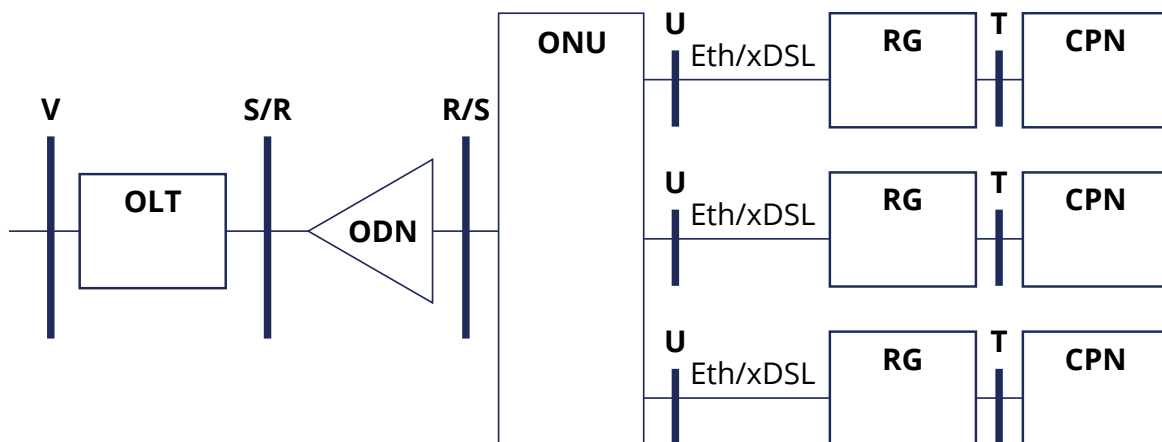 V
OLT
S/R
ODN
R/S
ONU
U
Eth/xDSL
RG
T
CPN
U
Eth/xDSL
RG
T
CPN
U
Eth/xDSL
RG
T
CPN